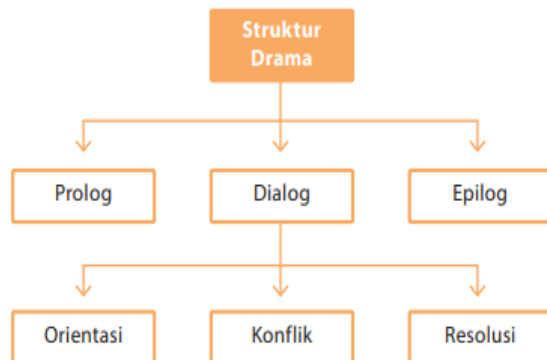 Struktur
Drama
Prolog
Dialog
Epilog
Orientasi
Konflik
Resolusi